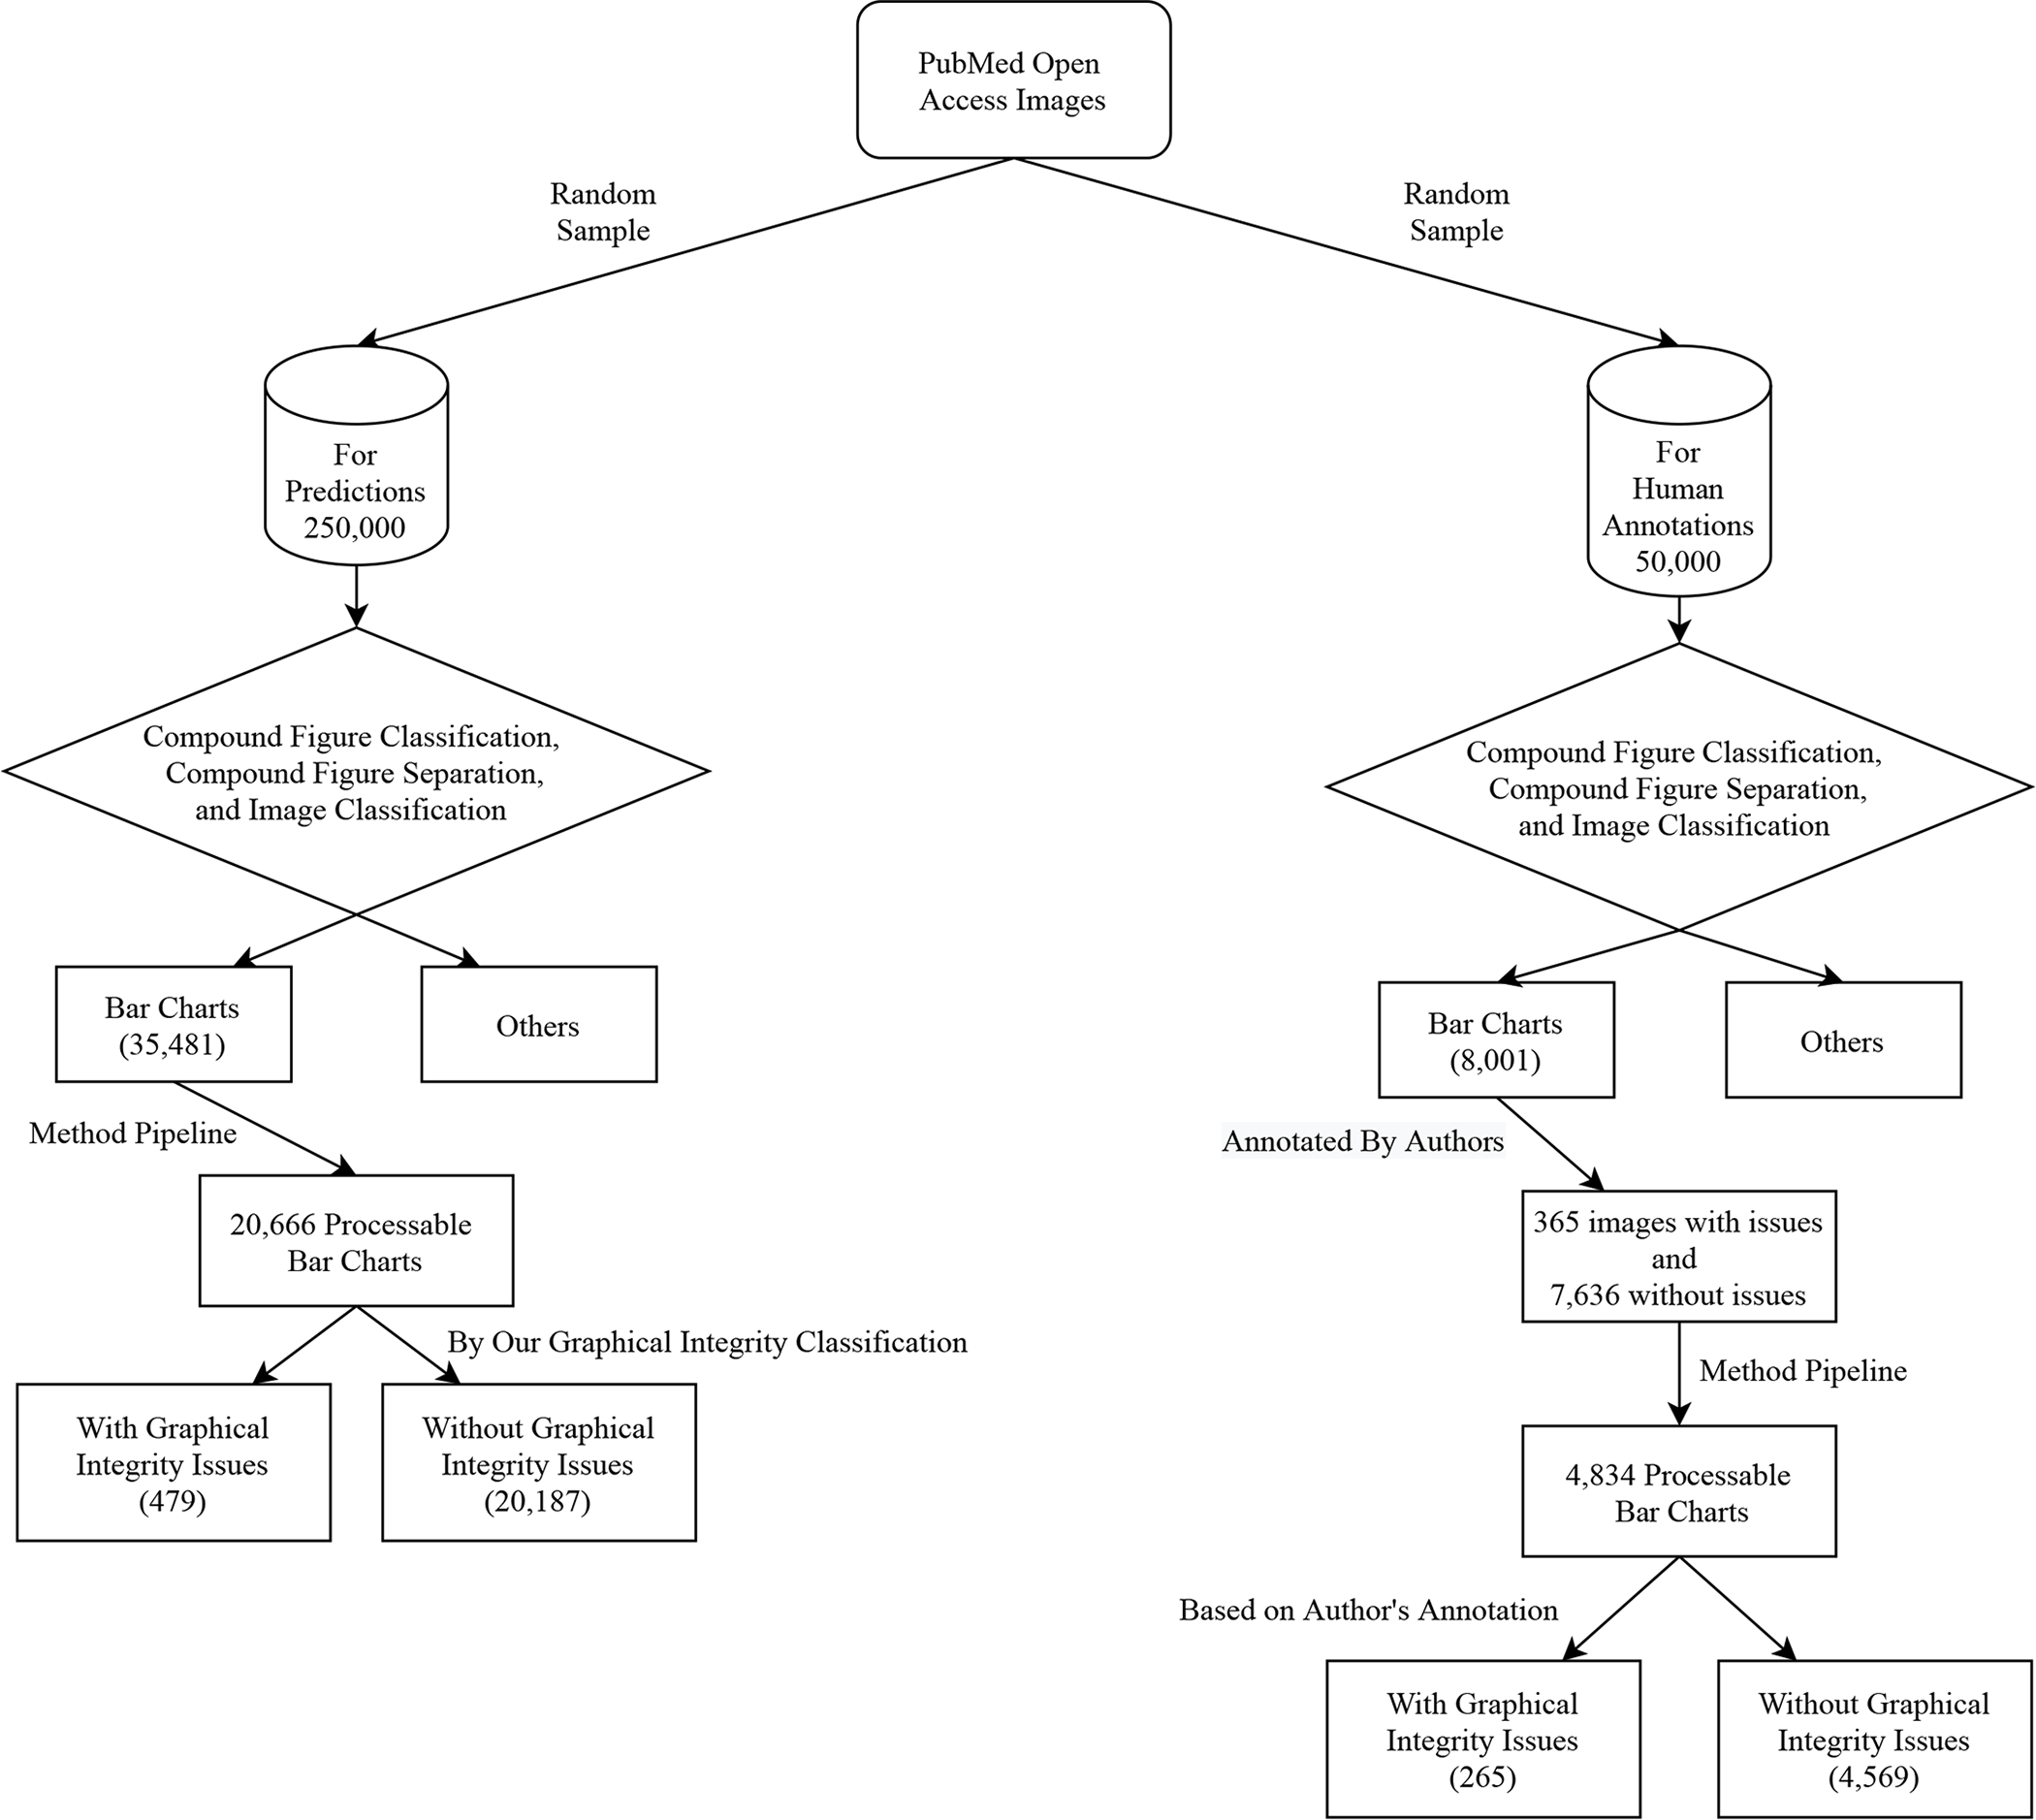 PubMed Open
Access Images
Random
Sample
Random
Sample
For
Predictions
250,000
For
Human
Annotations
50,000
Compound Figure Classification,
Compound Figure Separation,
and Image Classification
Compound Figure Classification,
Compound Figure Separation,
and Image Classification
Bar Charts
(35,481)
Others
Bar Charts
(8,001)
Others
Method Pipeline
Annotated By Authors
20,666 Processable
Bar Charts
365 images with issues
and
7,636 without issues
By Our Graphical Integrity Classification
Method Pipeline
With Graphical
Integrity Issues
(479)
Without Graphical
Integrity Issues
(20,187)
4,834 Processable
Bar Charts
Based on Author's Annotation
With Graphical
Integrity Issues
(265)
Without Graphical
Integrity Issues
(4,569)